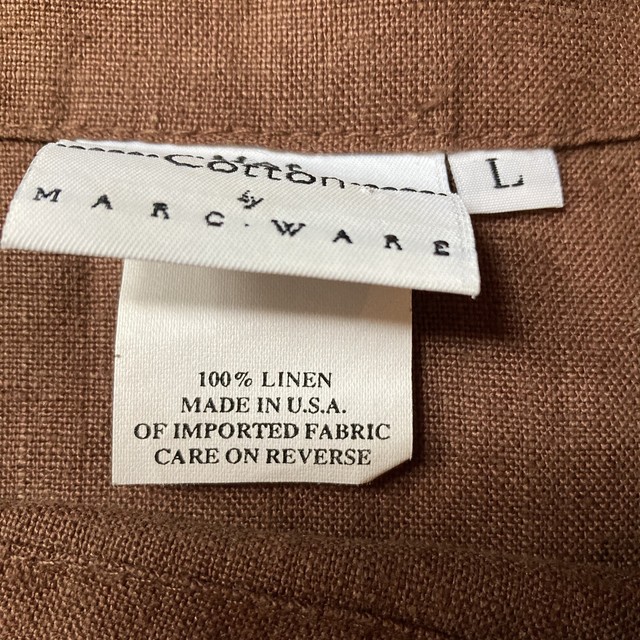 Cotton
by
MARC·WARE
L
100% LINEN
MADE IN U.S.A.
OF IMPORTED FABRIC
CARE ON REVERSE